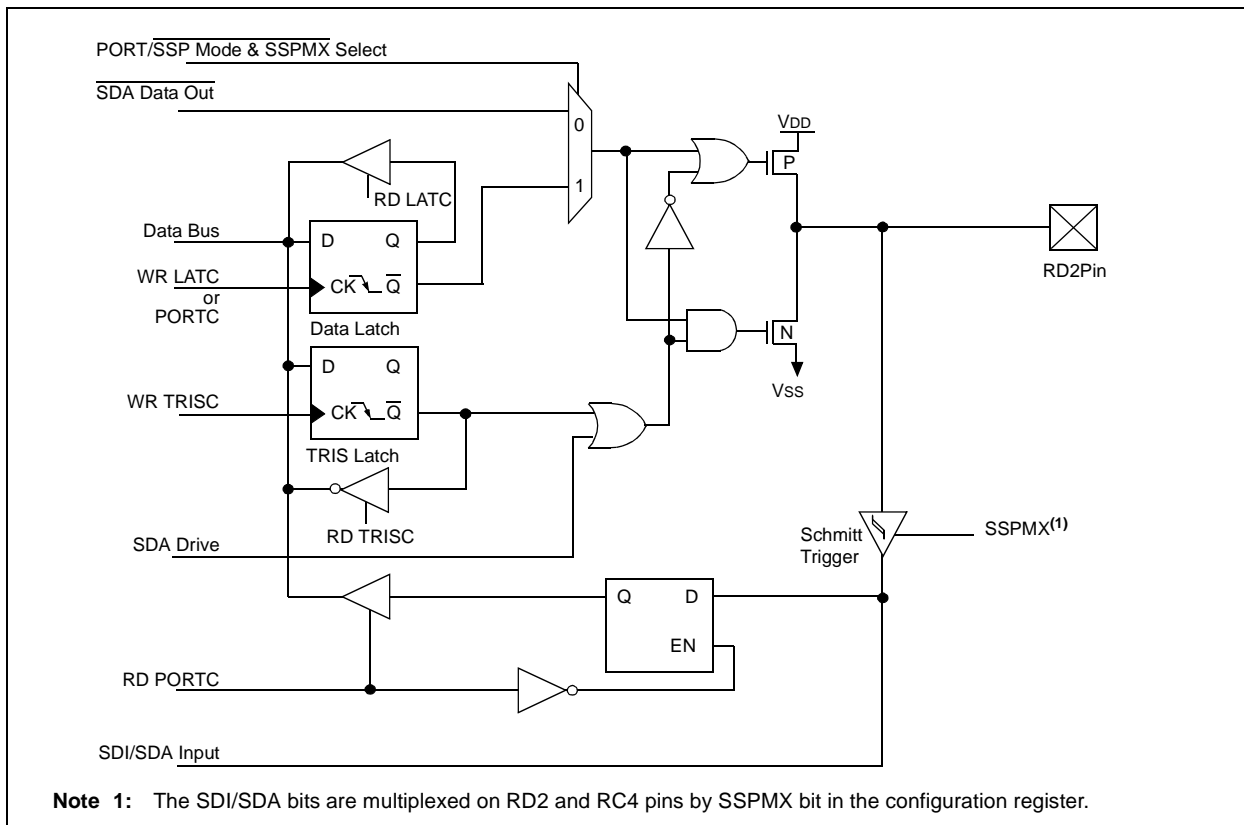 PORT/SSP Mode & SSPMX Select
SDA Data Out
0
1
VDD
P
RD LATC
Data Bus
D Q
RD2Pin
WR LATC
or
PORTC
CK Q
Data Latch
N
VSS
D Q
WR TRISC
CK Q
TRIS Latch
RD TRISC
SDA Drive
Schmitt
Trigger
SSPMX(1)
Q D
EN
RD PORTC
SDI/SDA Input
Note 1: The SDI/SDA bits are multiplexed on RD2 and RC4 pins by SSPMX bit in the configuration register.